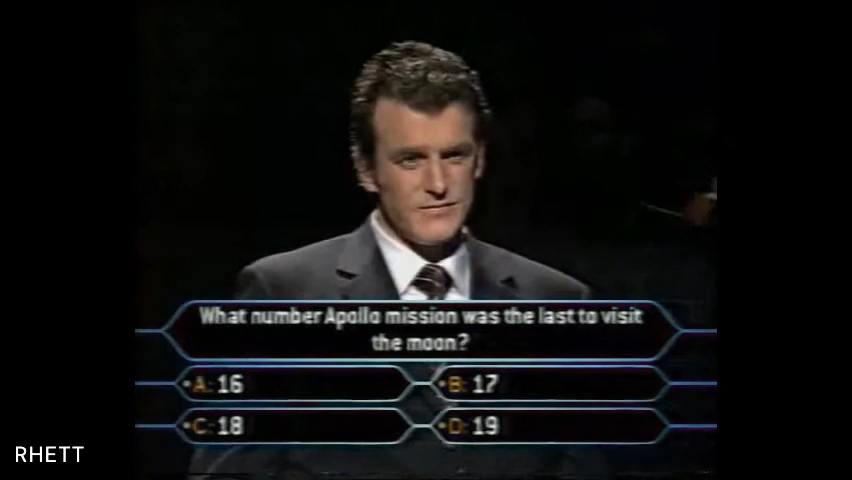 What number Apollo mission was the last to visit
the moon?
A: 16
B: 17
C: 18
D: 19
RHETT